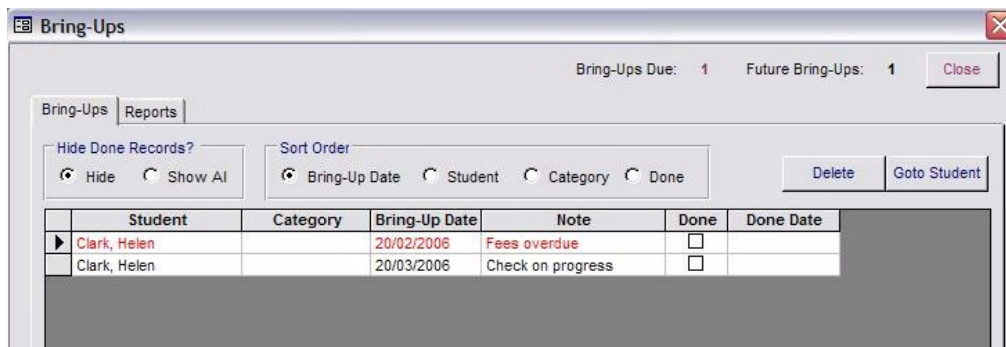 Bring-Ups
Bring-Ups Due: 1 Future Bring-Ups: 1 Close
Bring-Ups Reports
Hide Done Records? Sort Order
Hide Show Al Bring-Up Date Student Category Done Delete Goto Student
Student Category Bring-Up Date Note Done Done Date
Clark, Helen 20/02/2006 Fees overdue
Clark, Helen 20/03/2006 Check on progress